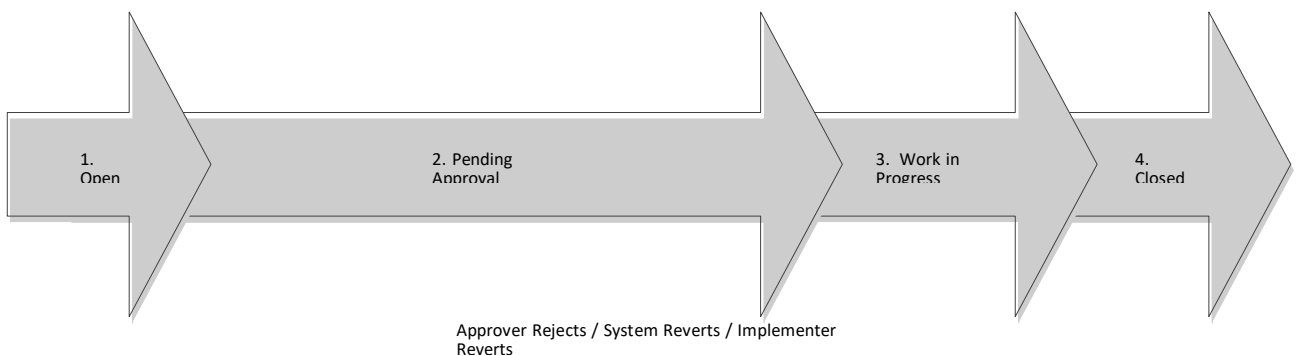 1.
Open
2. Pending
Approval
3. Work in
Progress
4.
Closed
Approver Rejects / System Reverts / Implementer
Reverts